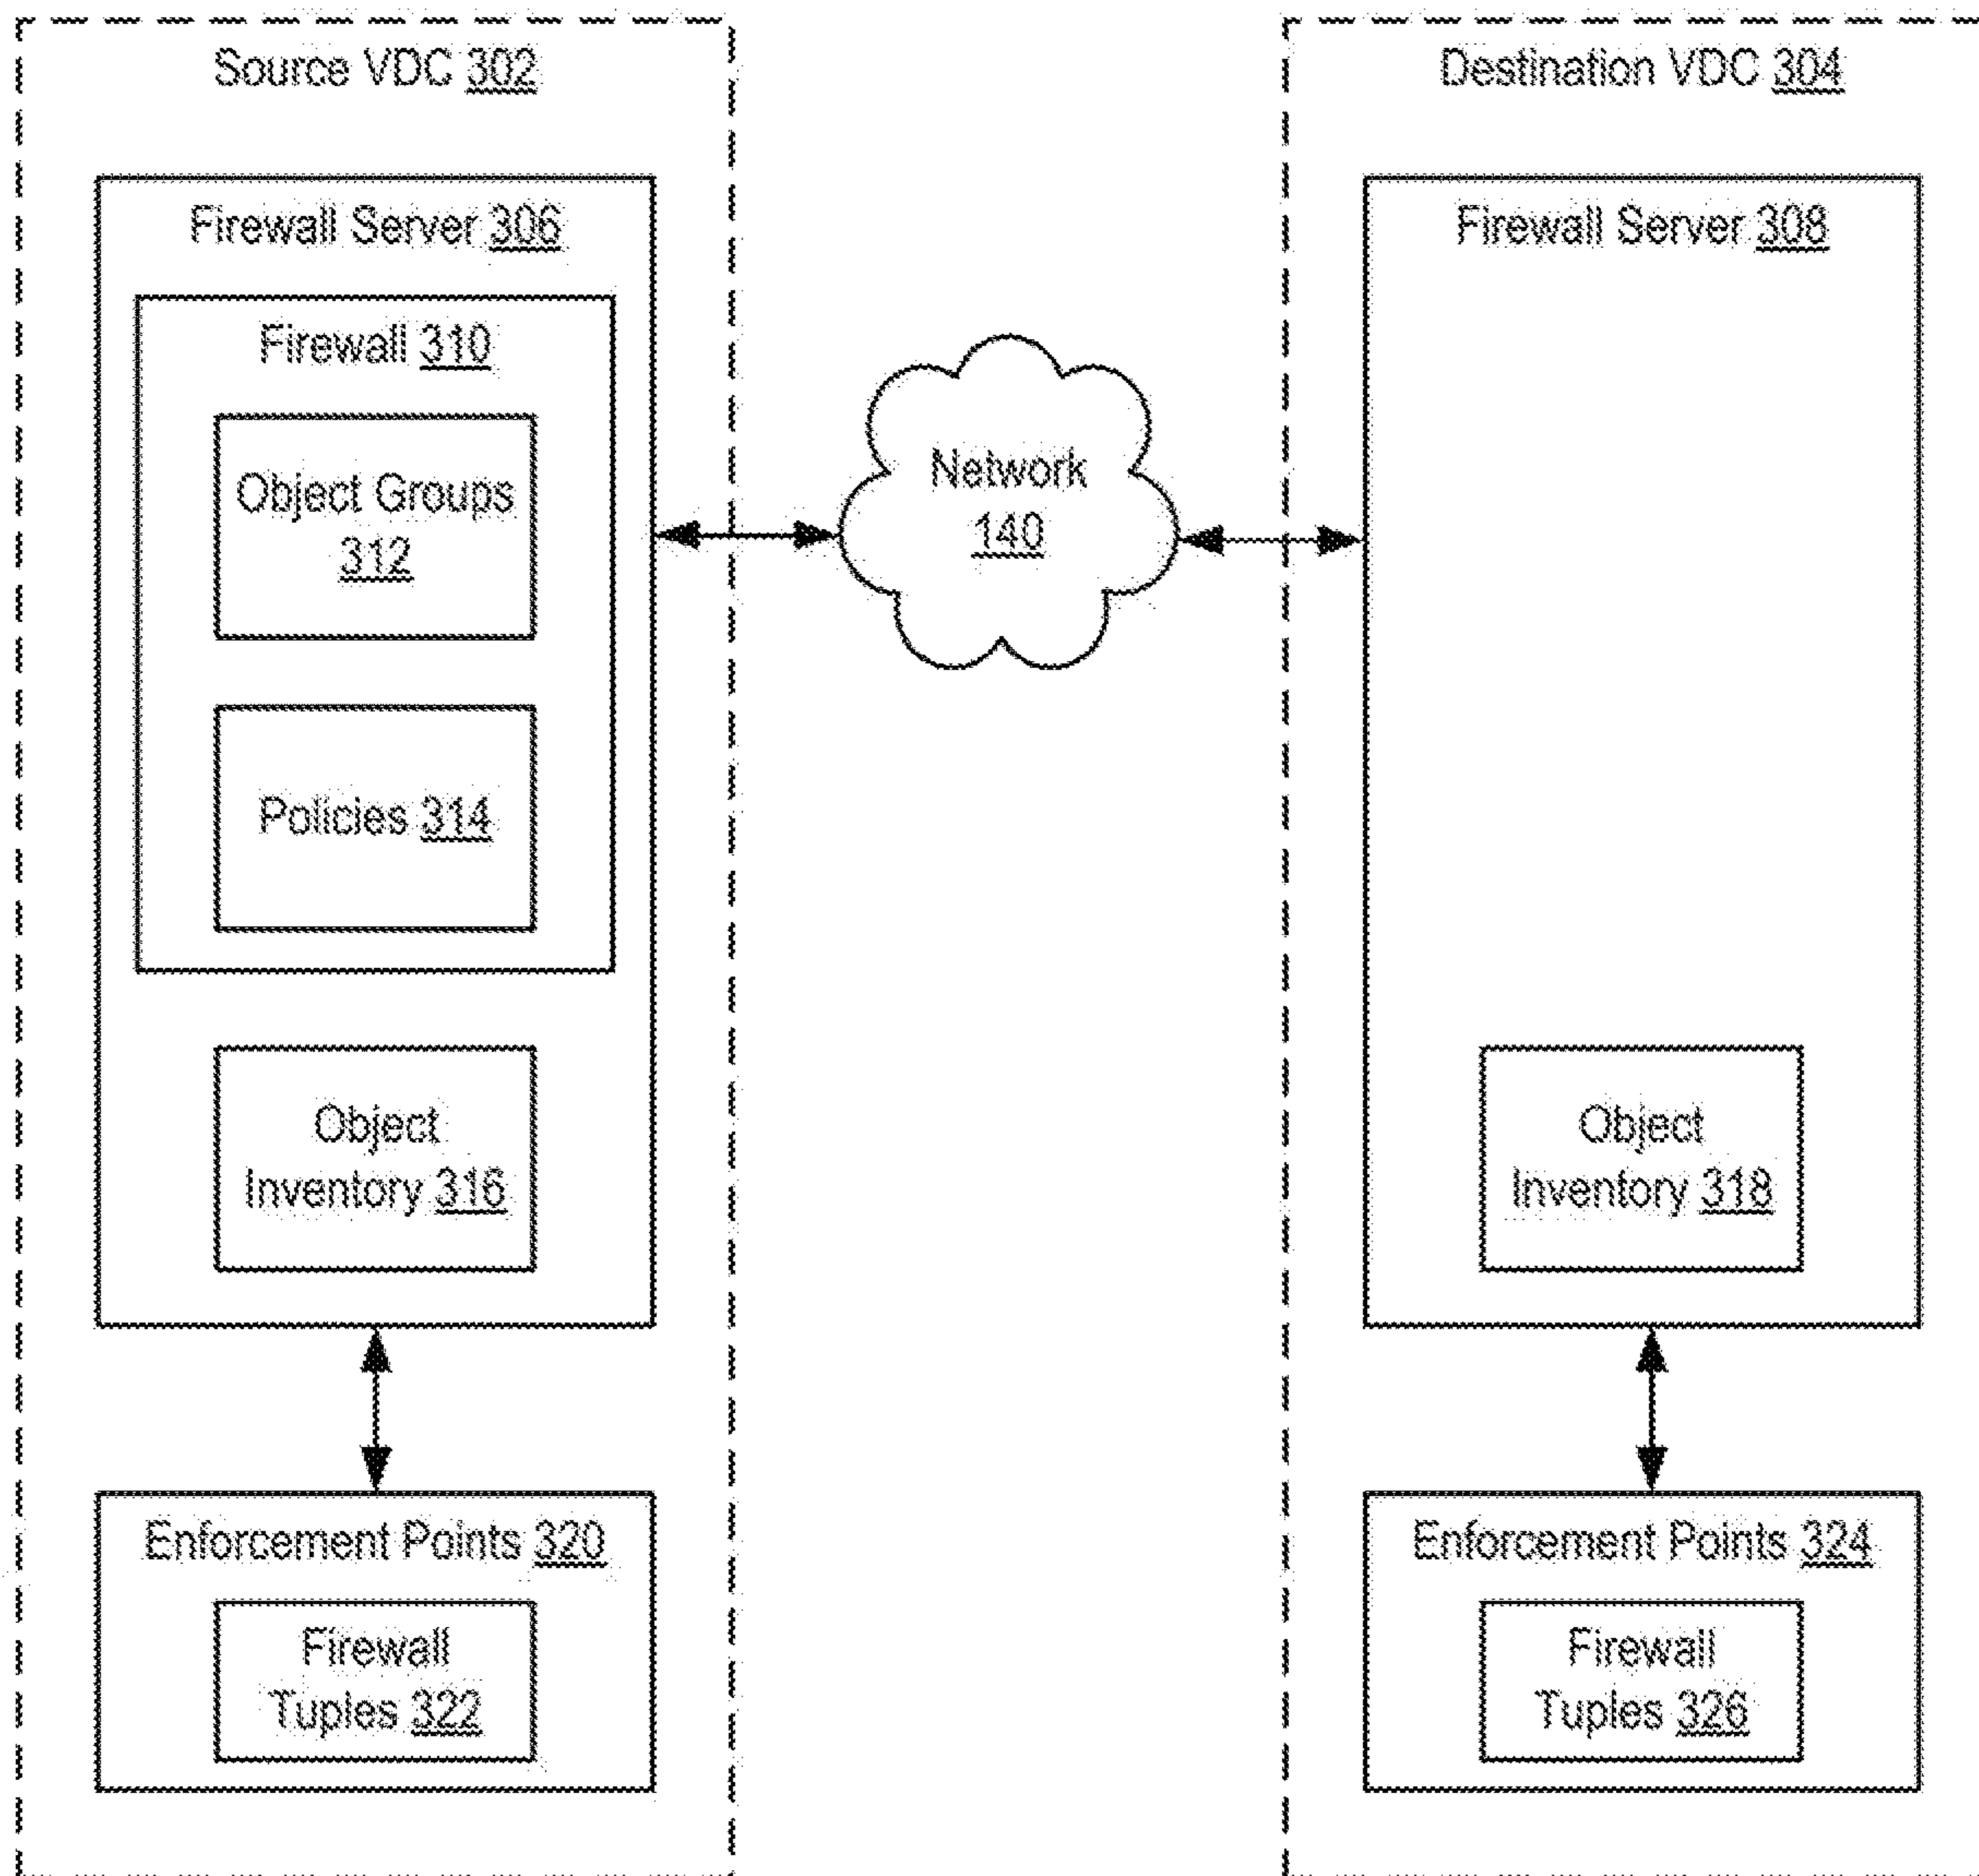 Source VDC 302
Firewall Server 306
Firewall 310
Object Groups
312
Policies 314
Object
Inventory 316
Enforcement Points 320
Firewall
Tuples 322
Network
140
Destination VDC 304
Firewall Server 308
Object
Inventory 318
Enforcement Points 324
Firewall
Tuples 326